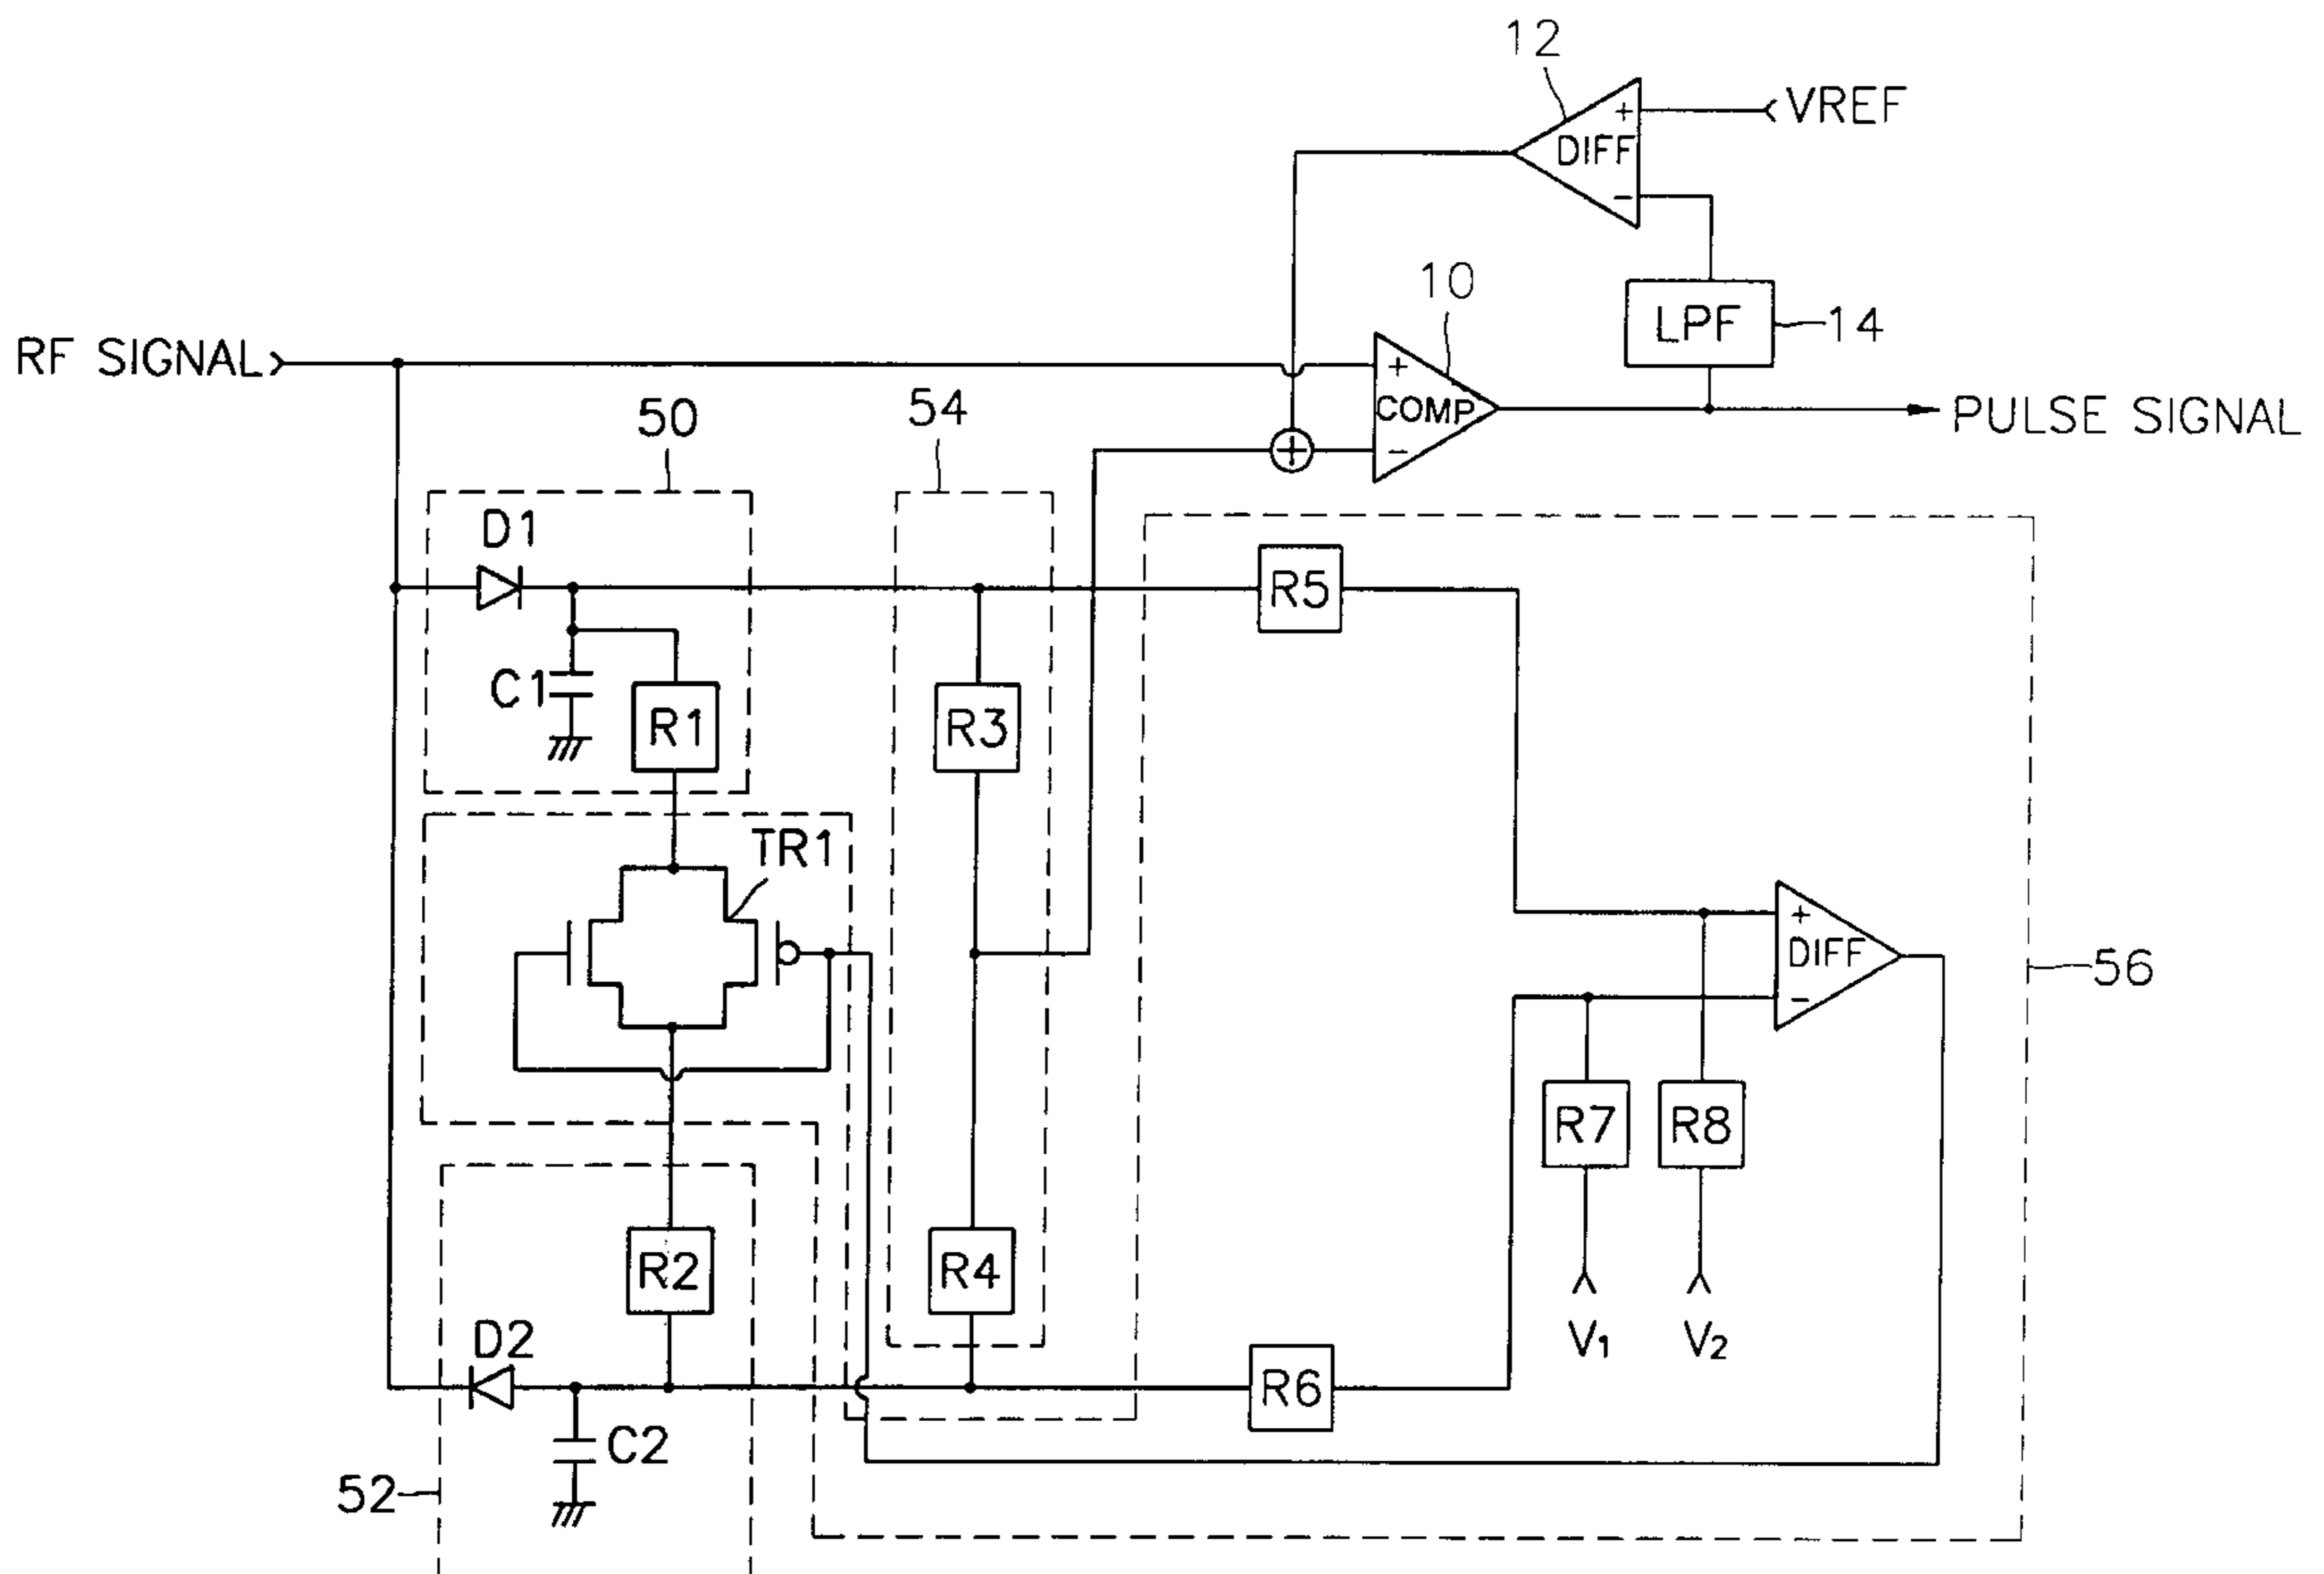 12
+
VREF
DIFF
-
10
LPF
14
RF SIGNAL
+
COMP
-
PULSE SIGNAL
+
50
54
D1
R5
C1
R1
R3
TR1
+
DIFF
-
56
R7
R8
R2
R4
V1
V2
D2
R6
C2
52